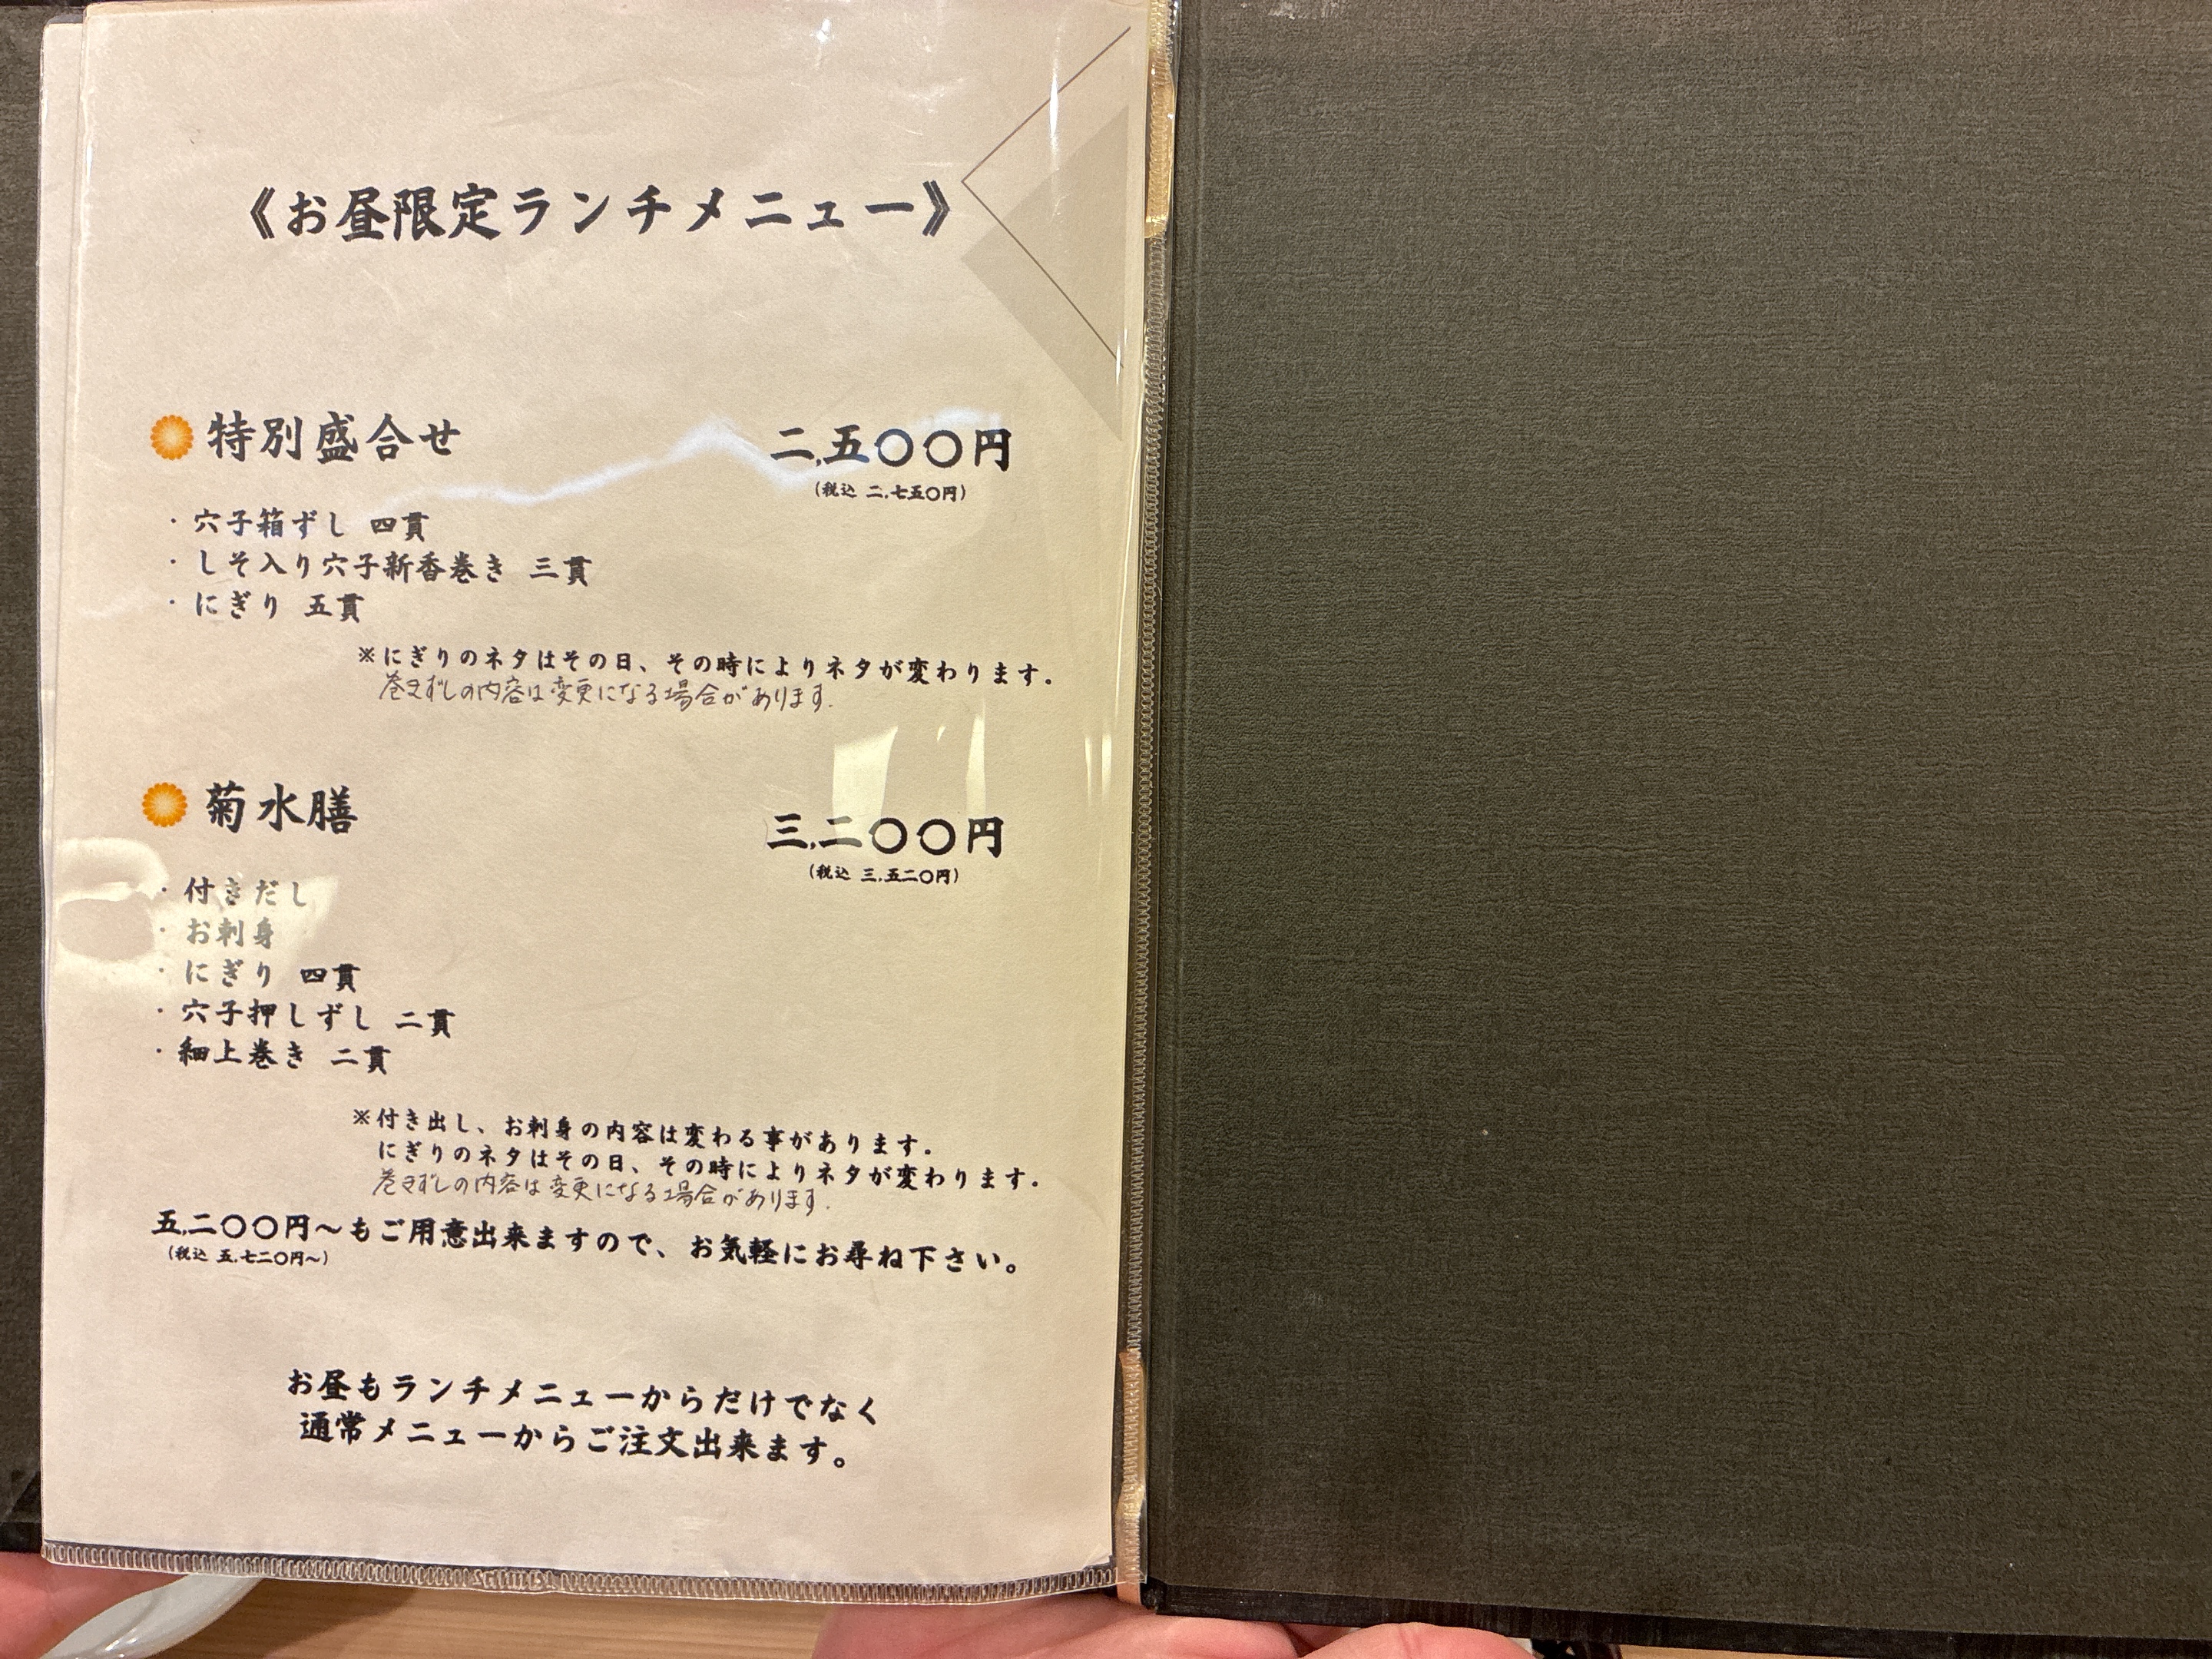 《お昼限定ランチメニュー》
特別盛合せ 二,五〇〇円
(税込 二,七五〇円)
・穴子箱ずし 四貫
・しそ入り穴子新香巻き 三貫
・にぎり 五貫
※にぎりのネタはその日、その時によりネタが変わります。
巻きずしの内容は変更になる場合があります。
菊水膳 三,二〇〇円
(税込 三,五二〇円)
・付きだし
・お刺身
・にぎり 四貫
・穴子押しずし 二貫
・細上巻き 二貫
※付き出し、お刺身の内容は変わる事があります。
にぎりのネタはその日、その時によりネタが変わります。
巻きずしの内容は変更になる場合があります。
五,二〇〇円～もご用意出来ますので、お気軽にお尋ね下さい。
(税込 五,七二〇円～)
お昼もランチメニューからだけでなく
通常メニューからご注文出来ます。